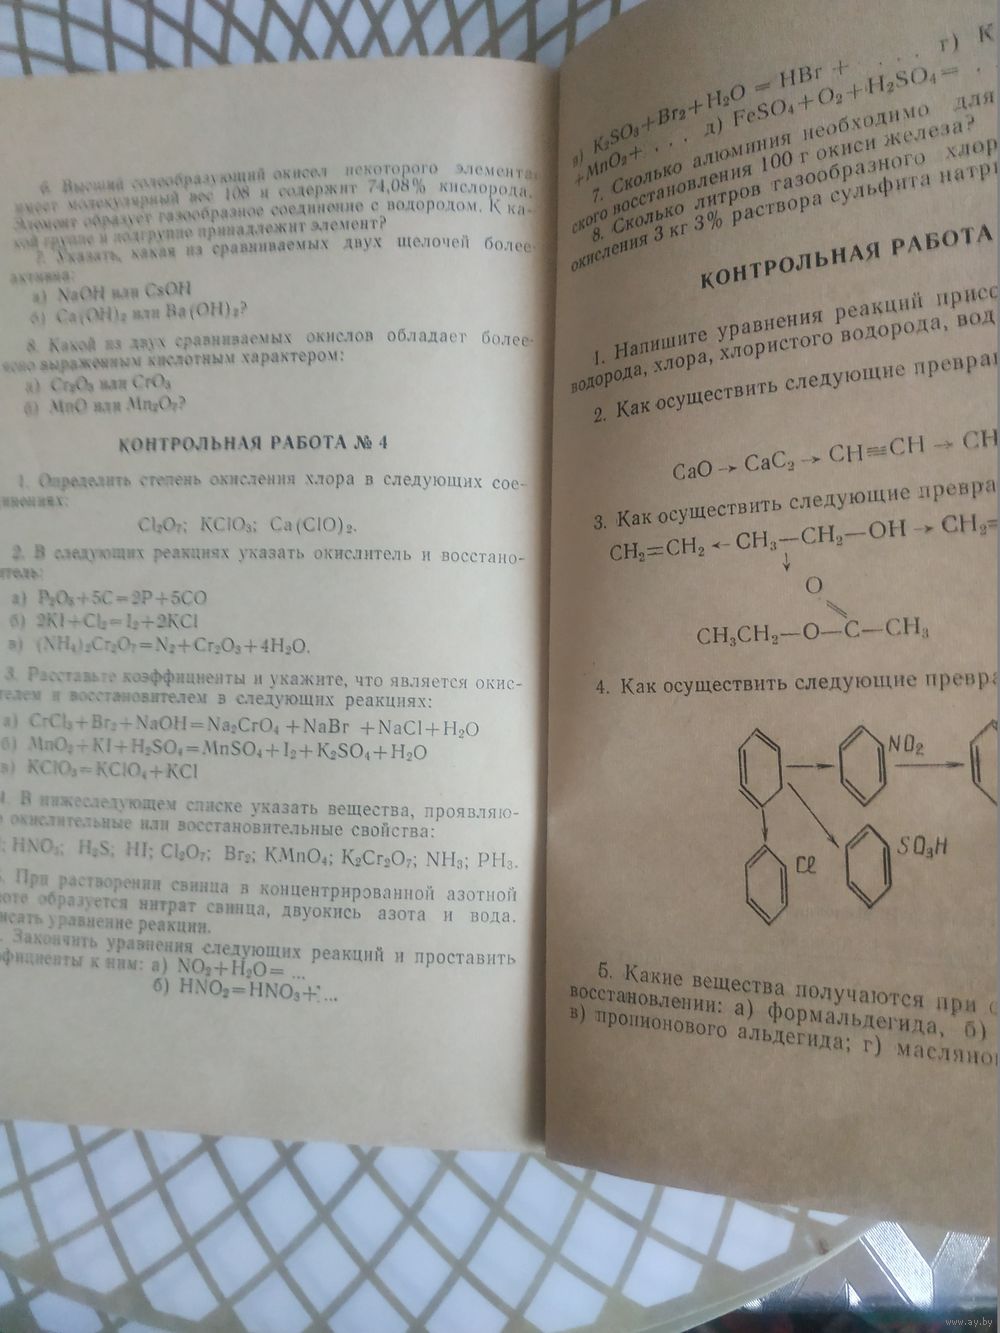 6. Высший солеобразующий окисел некоторого элемента
имеет молекулярный вес 108 и содержит 74,08% кислорода.
Элемент образует газообразное соединение с водородом. К ка-
кой группе и подгруппе принадлежит элемент?
7. Указать, какая из сравниваемых двух щелочей более
активна:
а) NaOH или CsOH
б) Ca(OH)₂ или Ba(OH)₂?
8. Какой из двух сравниваемых окислов обладает более
ясно выраженным кислотным характером:
а) Cr₂O₃ или CrO₃
б) MnO или Mn₂O₇?
КОНТРОЛЬНАЯ РАБОТА № 4
1. Определить степень окисления хлора в следующих сое-
динениях:
Cl₂O₇; KClO₃; Ca(ClO)₂.
2. В следующих реакциях указать окислитель и восстано-
витель:
а) P₂O₅+5C=2P+5CO
б) 2KI+Cl₂=I₂+2KCl
в) (NH₄)₂Cr₂O₇=N₂+Cr₂O₃+4H₂O.
3. Расставьте коэффициенты и укажите, что является окис-
телем и восстановителем в следующих реакциях:
а) CrCl₃+Br₂+NaOH=Na₂CrO₄+NaBr+NaCl+H₂O
б) MnO₂+KI+H₂SO₄=MnSO₄+I₂+K₂SO₄+H₂O
в) KClO₃=KClO₄+KCl
4. В нижеследующем списке указать вещества, проявляю-
окислительные или восстановительные свойства:
HNO₃; H₂S; HI; Cl₂O₇; Br₂; KMnO₄; K₂Cr₂O₇; NH₃; PH₃.
При растворении свинца в концентрированной азотной
образуется нитрат свинца, двуокись азота и вода.
уравнение реакции.
Закончить уравнения следующих реакций и проставить
к ним: а) NO₂+H₂O= ...
б) HNO₂=HNO₃+ ...
в) K₂SO₃+Br₂+H₂O = HBr + . . . . г) K
+MnO₂+ . . . д) FeSO₄+O₂+H₂SO₄= .
7. Сколько алюминия необходимо для
ского восстановления 100 г окиси железа?
8. Сколько литров газообразного хлор
окисления 3 кг 3% раствора сульфита натри
КОНТРОЛЬНАЯ РАБОТА
1. Напишите уравнения реакций присо
водорода, хлора, хлористого водорода, вод
2. Как осуществить следующие превра
CaO → CaC₂ → CH≡CH → CH
3. Как осуществить следующие превра
CH₂=CH₂ ← CH₃—CH₂—OH → CH₂=
O
CH₃CH₂—O—C—CH₃
4. Как осуществить следующие превра
NO₂
Cl
SO₃H
5. Какие вещества получаются при
восстановлении: а) формальдегида, б)
в) пропионового альдегида; г) маслян
www.ay.by